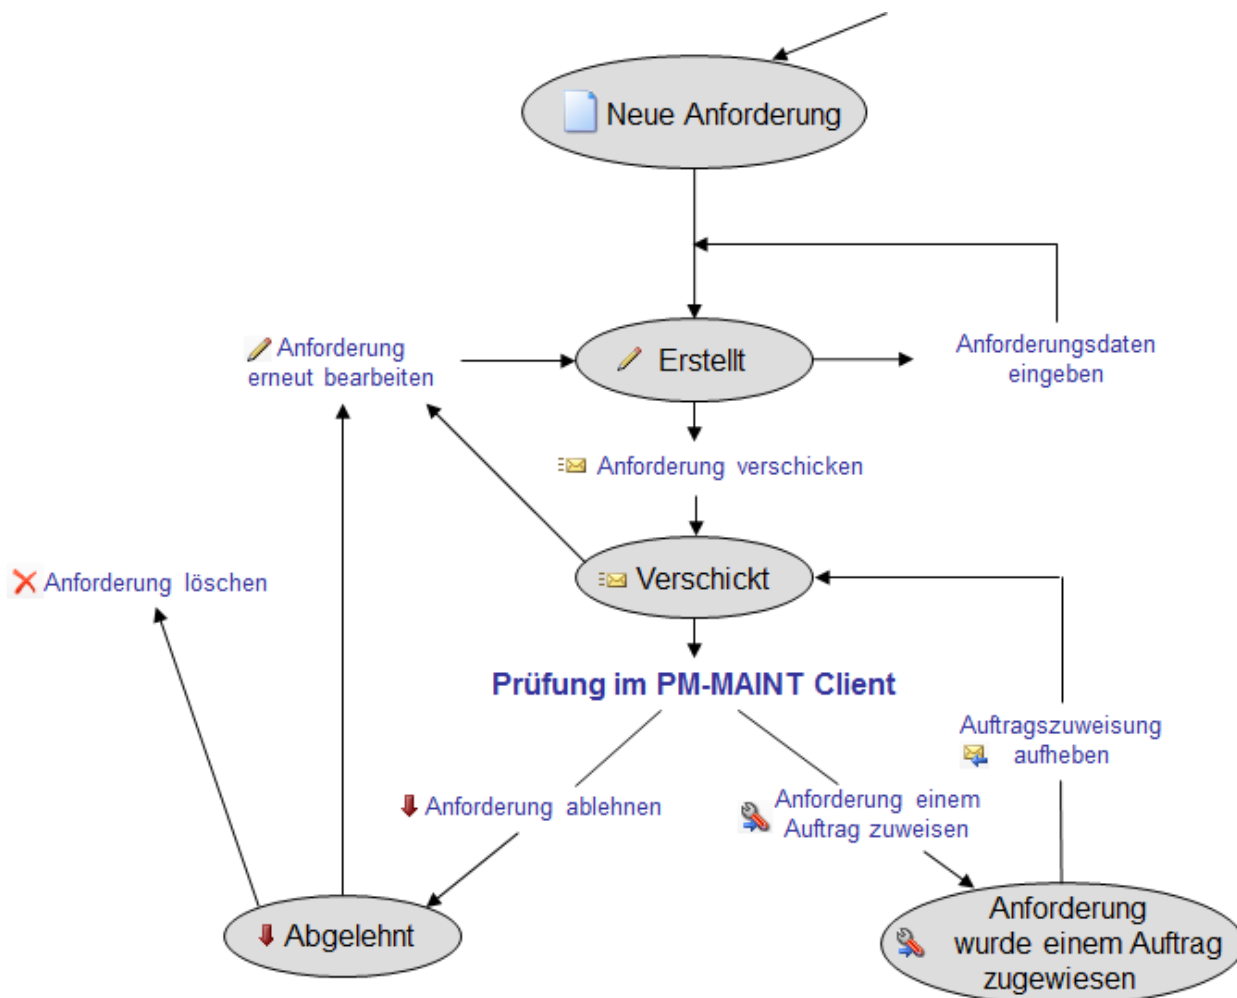 Neue Anforderung
Anforderung
erneut bearbeiten
Erstellt
Anforderungsdaten
eingeben
Anforderung verschicken
Verschickt
Anforderung löschen
Prüfung im PM-MAINT Client
Auftragszuweisung
aufheben
Anforderung ablehnen
Anforderung einem
Auftrag zuweisen
Abgelehnt
Anforderung
wurde einem Auftrag
zugewiesen